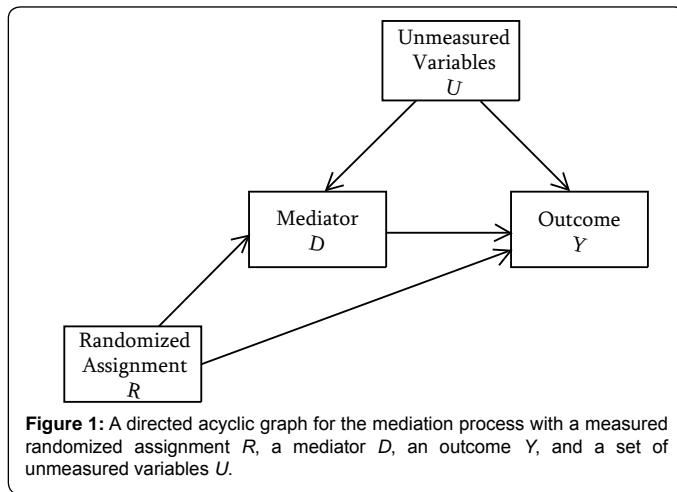 Unmeasured
Variables
U
Mediator
D
Outcome
Y
Randomized
Assignment
R
Figure 1: A directed acyclic graph for the mediation process with a measured
randomized assignment R, a mediator D, an outcome Y, and a set of
unmeasured variables U.